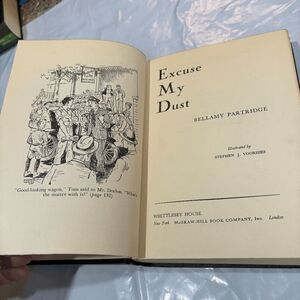 "Good-looking wagon," Tom said to Mr. Dorlon. "What's
the matter with it?" (page 132)
Excuse
My
Dust
BELLAMY PARTRIDGE
Illustrated by
STEPHEN J. VOORHIES
WHITTLESEY HOUSE
New York McGRAW-HILL BOOK COMPANY, Inc. London